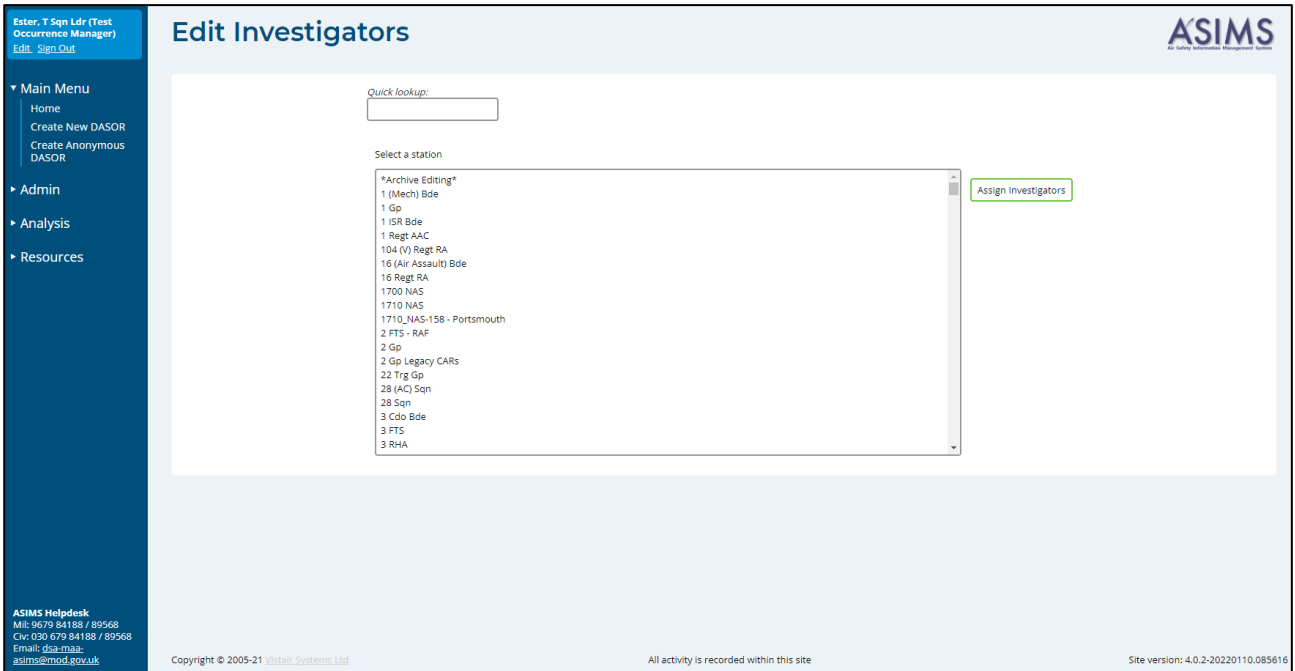 Ester, T Sqn Ldr (Test
Occurrence Manager)
Edit Sign Out
Main Menu
Home
Create New DASOR
Create Anonymous
DASOR
Admin
Analysis
Resources
ASIMS Helpdesk
Mil: 9679 84188 / 89568
Civ: 030 679 84188 / 89568
Email: dsa-maa-
asims@mod.gov.uk
Edit Investigators
ASIMS
Air Safety Information Management System
Quick lookup:
Select a station
*Archive Editing*
1 (Mech) Bde
1 Gp
1 ISR Bde
1 Regt AAC
104 (V) Regt RA
16 (Air Assault) Bde
16 Regt RA
1700 NAS
1710 NAS
1710_NAS-158 - Portsmouth
2 FTS - RAF
2 Gp
2 Gp Legacy CARs
22 Trg Gp
28 (AC) Sqn
28 Sqn
3 Cdo Bde
3 FTS
3 RHA
Assign Investigators
Copyright © 2005-21 Vistair Systems Ltd
All activity is recorded within this site
Site version: 4.0.2-20220110.085616